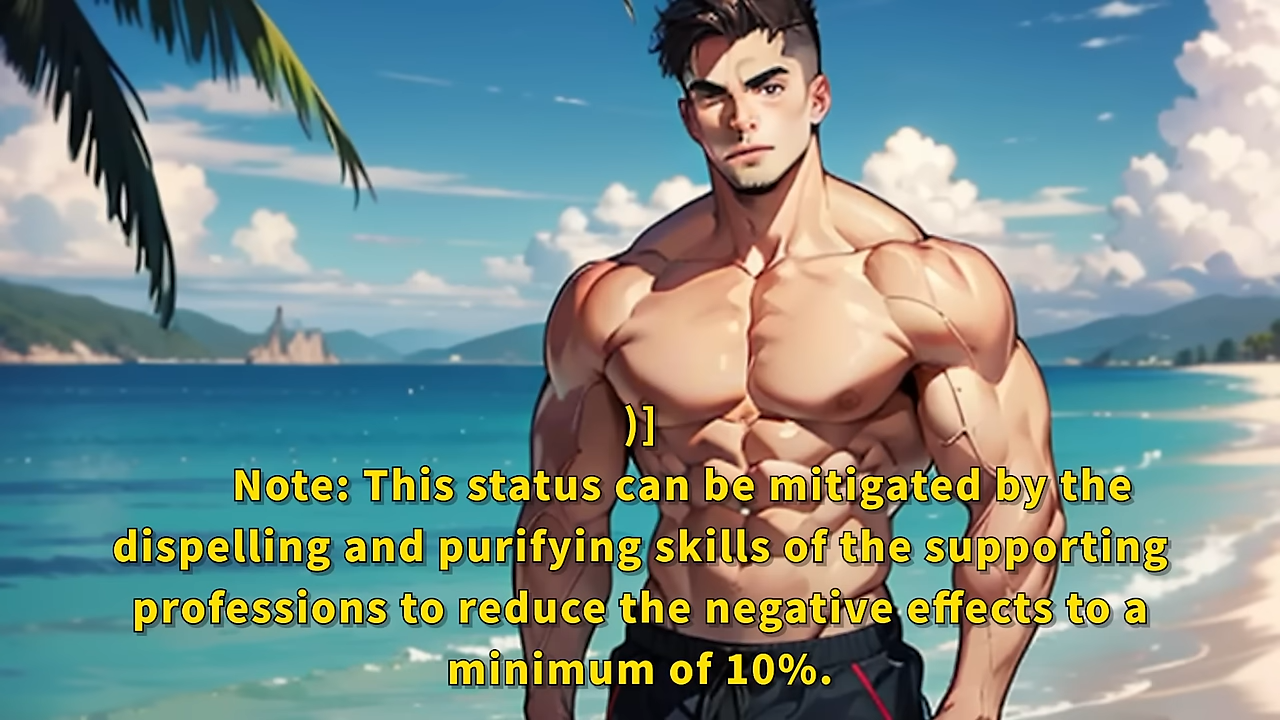 )]
Note: This status can be mitigated by the
dispelling and purifying skills of the supporting
professions to reduce the negative effects to a
minimum of 10%.